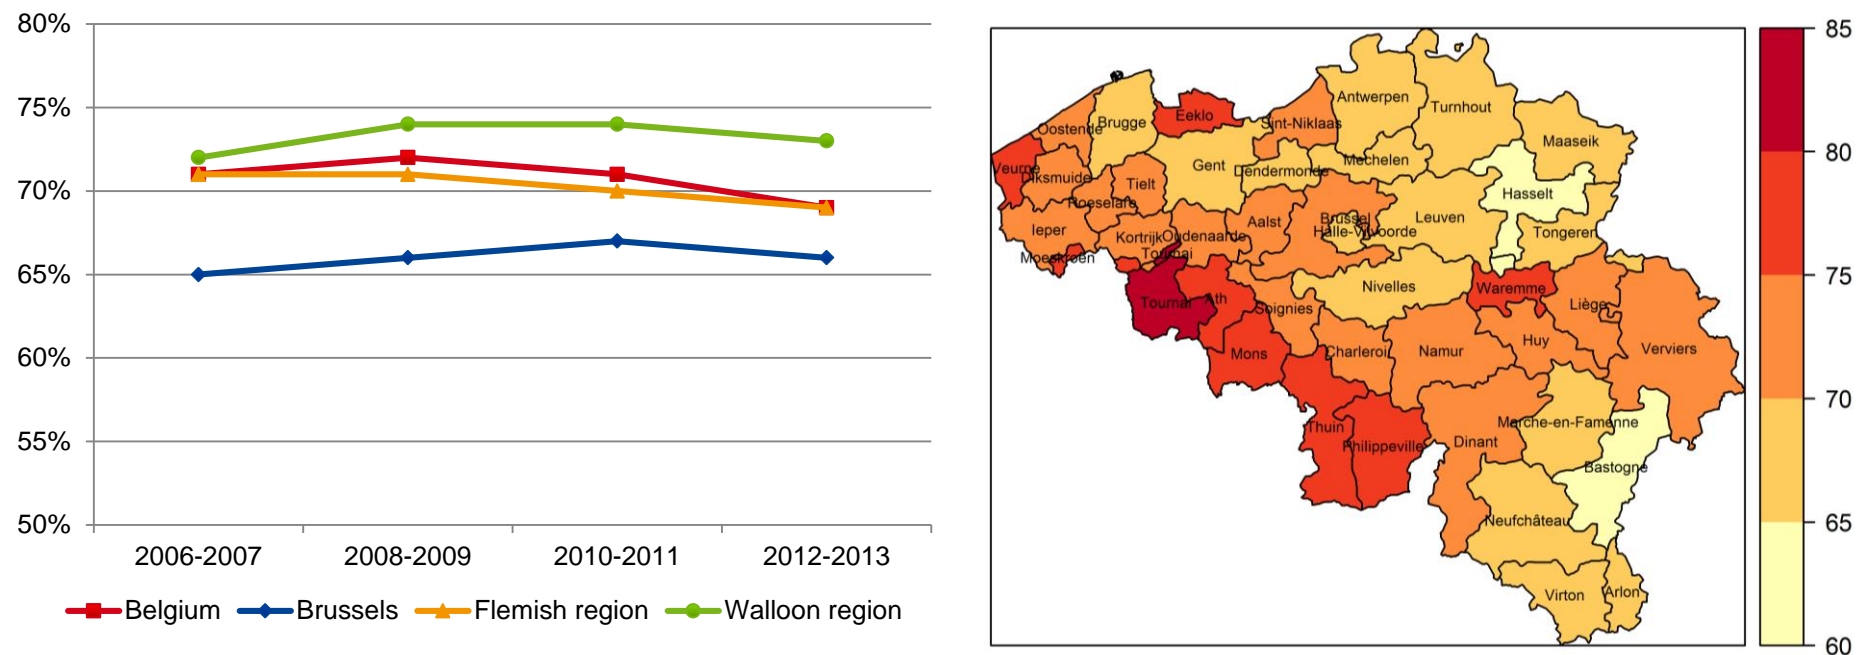 80%
75%
70%
65%
60%
55%
50%
2006-2007 2008-2009 2010-2011 2012-2013
Belgium Brussels Flemish region Walloon region
Antwerpen
Turnhout
Eeklo
Brugge
Sint-Niklaas
Oostende
Maaseik
Mechelen
Gent
Dendermonde
Veurne
Diksmuide
Tielt
Hasselt
Roeselare
Leuven
Brussel
Aalst
Ieper
Halle-Vilvoorde
Tongeren
Kortrijk
Oudenaarde
Tournai
Moeskroen
Nivelles
Waremme
Tournai
Ath
Liège
Soignies
Huy
Verviers
Mons
Charleroi
Namur
Marche-en-Famenne
Thuin
Dinant
Philippeville
Bastogne
Neufchâteau
Virton
Arlon
85
80
75
70
65
60